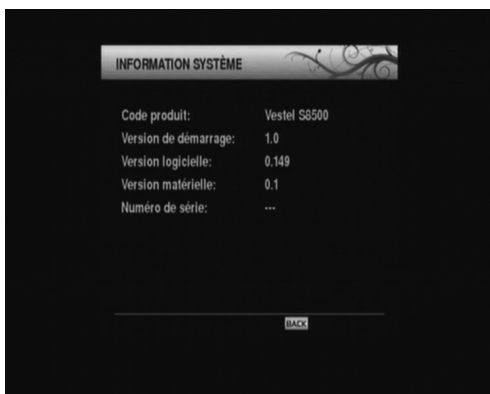 INFORMATION SYSTÈME
Code produit: Vestel S8500
Version de démarrage: 1.0
Version logicielle: 0.149
Version matérielle: 0.1
Numéro de série: ---
BACK